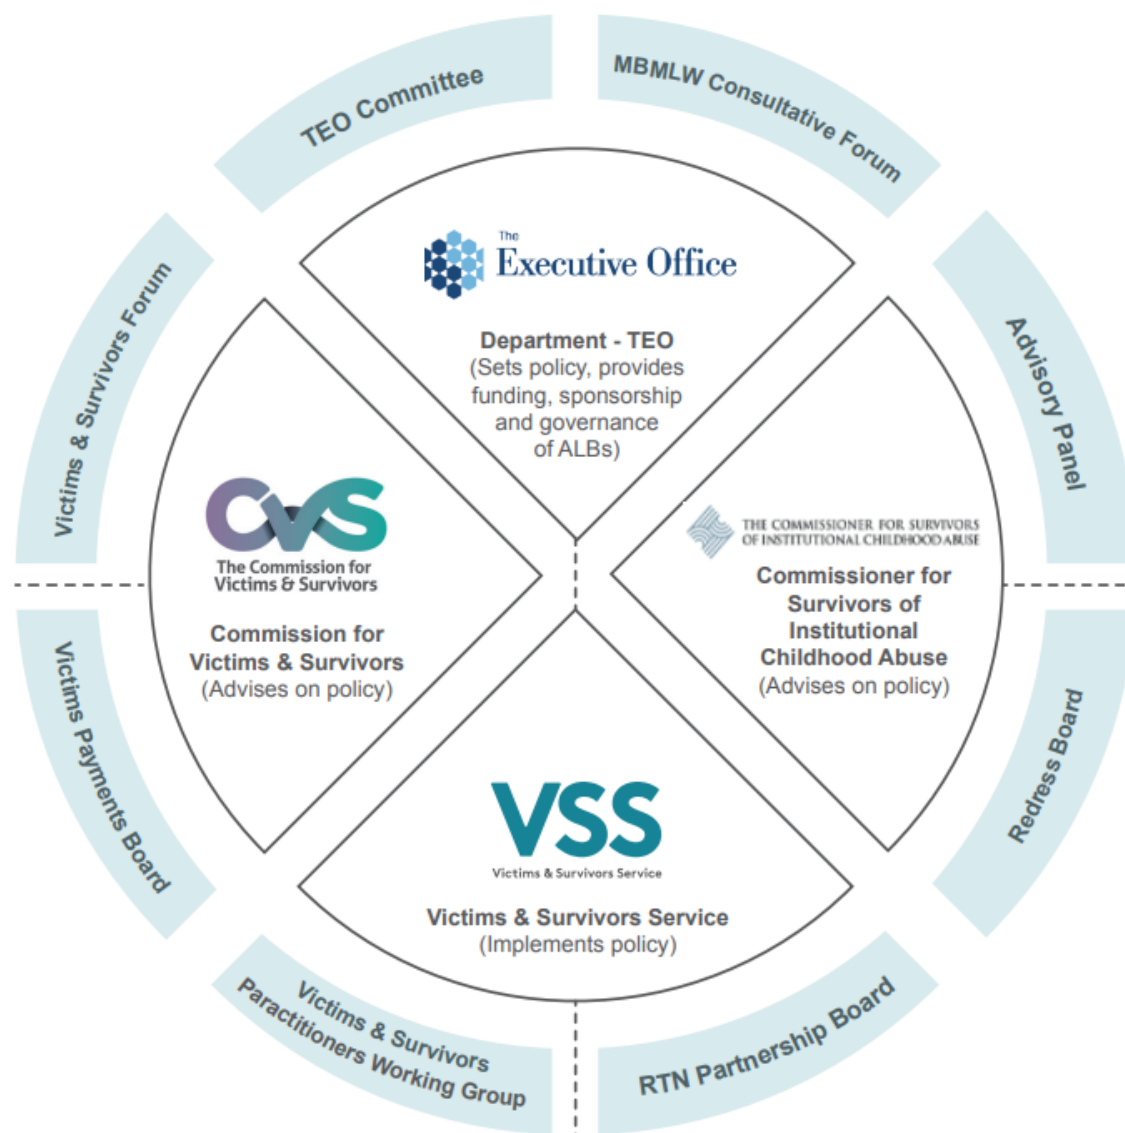 TEO Committee
MBMLW Consultative Forum
Victims & Survivors Forum
Advisory Panel
The
Executive Office
Department - TEO
(Sets policy, provides
funding, sponsorship
and governance
of ALBs)
CVS
The Commission for
Victims & Survivors
Commission for
Victims & Survivors
(Advises on policy)
THE COMMISSIONER FOR SURVIVORS
OF INSTITUTIONAL CHILDHOOD ABUSE
Commissioner for
Survivors of
Institutional
Childhood Abuse
(Advises on policy)
VSS
Victims & Survivors Service
Victims & Survivors Service
(Implements policy)
Victims Payments Board
Redress Board
Victims & Survivors
Paractitioners Working Group
RTN Partnership Board